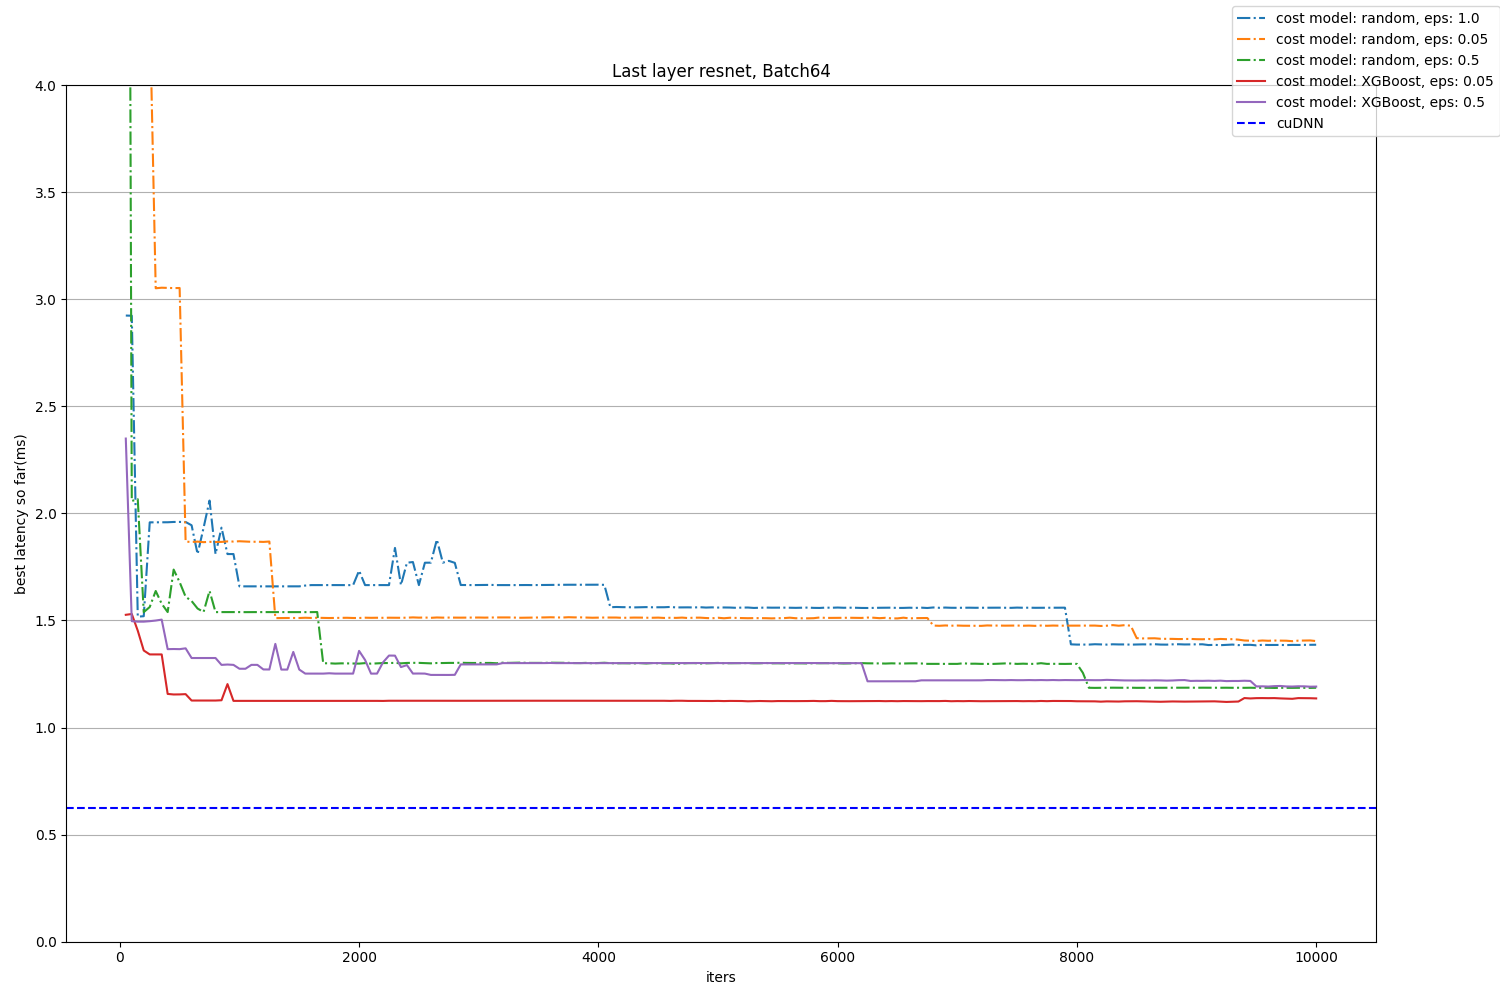 cost model: random, eps: 1.0
cost model: random, eps: 0.05
cost model: random, eps: 0.5
cost model: XGBoost, eps: 0.05
cost model: XGBoost, eps: 0.5
cuDNN
Last layer resnet, Batch64
best latency so far(ms)
4.0
3.5
3.0
2.5
2.0
1.5
1.0
0.5
0.0
0 2000 4000 6000 8000 10000
iters